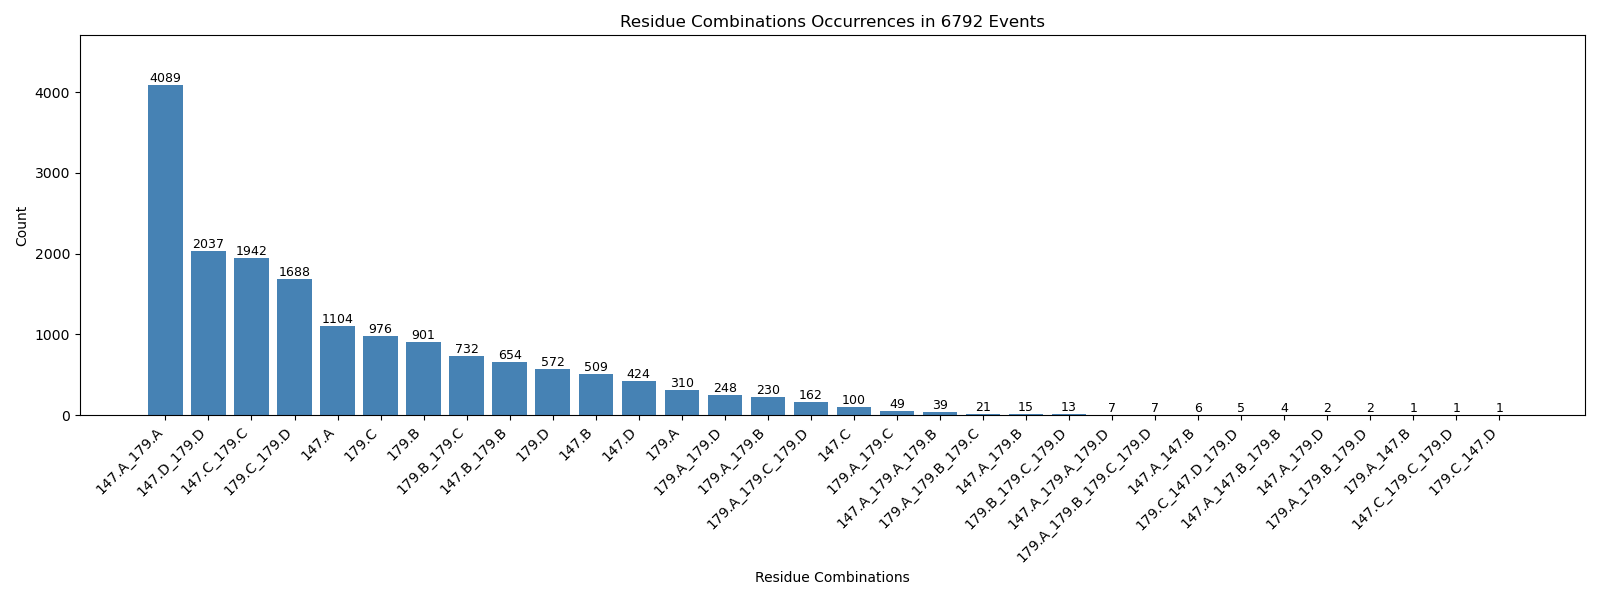 Residue Combinations Occurrences in 6792 Events
Count
4000
3000
2000
1000
0
4089
2037
1942
1688
1104
976
901
732
654
572
509
424
310
248
230
162
100
49
39
21
15
13
7
7
6
5
4
2
2
1
1
1
147.A_179.A
147.D_179.D
147.C_179.C
179.C_179.D
147.A
179.C
179.B
179.B_179.C
147.B_179.B
179.D
147.B
147.D
179.A
179.A_179.D
179.A_179.B
179.A_179.C_179.D
147.C
179.A_179.C
147.A_179.A_179.B
179.A_179.B_179.C
147.A_179.B
179.B_179.C_179.D
147.A_179.A_179.D
179.A_179.B_179.C_179.D
147.A_147.B
179.C_147.D_179.D
147.A_147.B_179.B
147.A_179.D
179.A_179.B_179.D
179.A_147.B
147.C_179.C_179.D
179.C_147.D
Residue Combinations